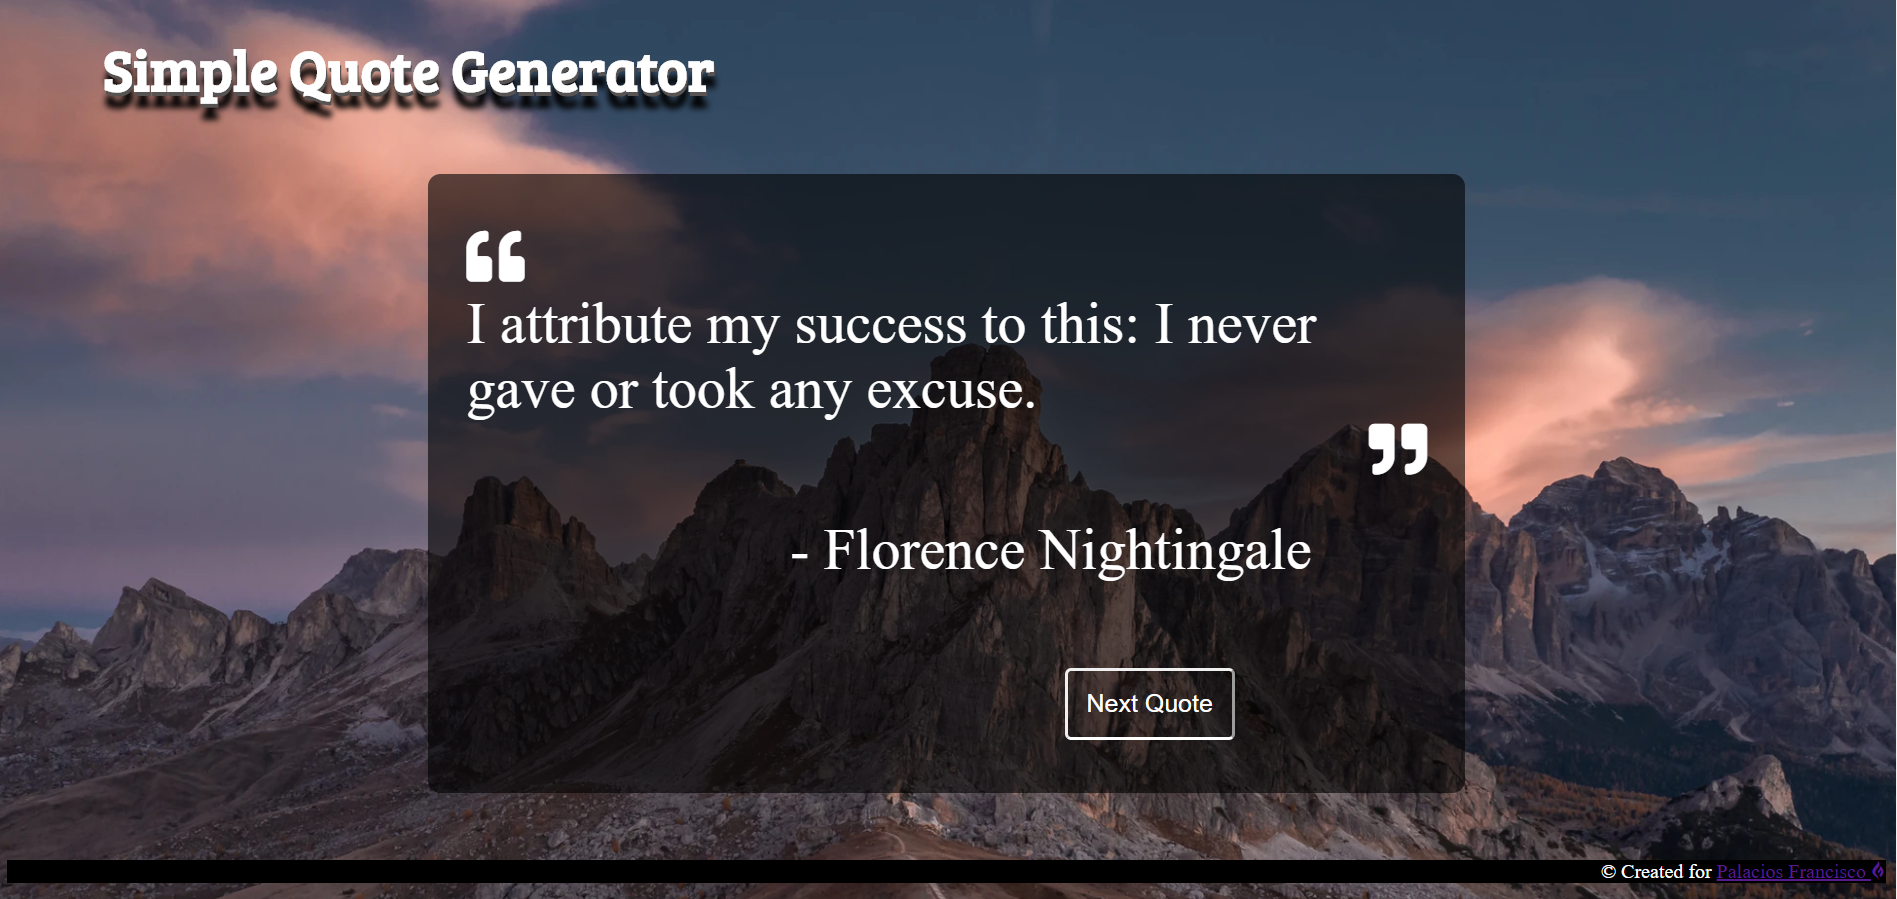 Simple Quote Generator
“
I attribute my success to this: I never
gave or took any excuse.
”
- Florence Nightingale
Next Quote
© Created for Palacios Francisco